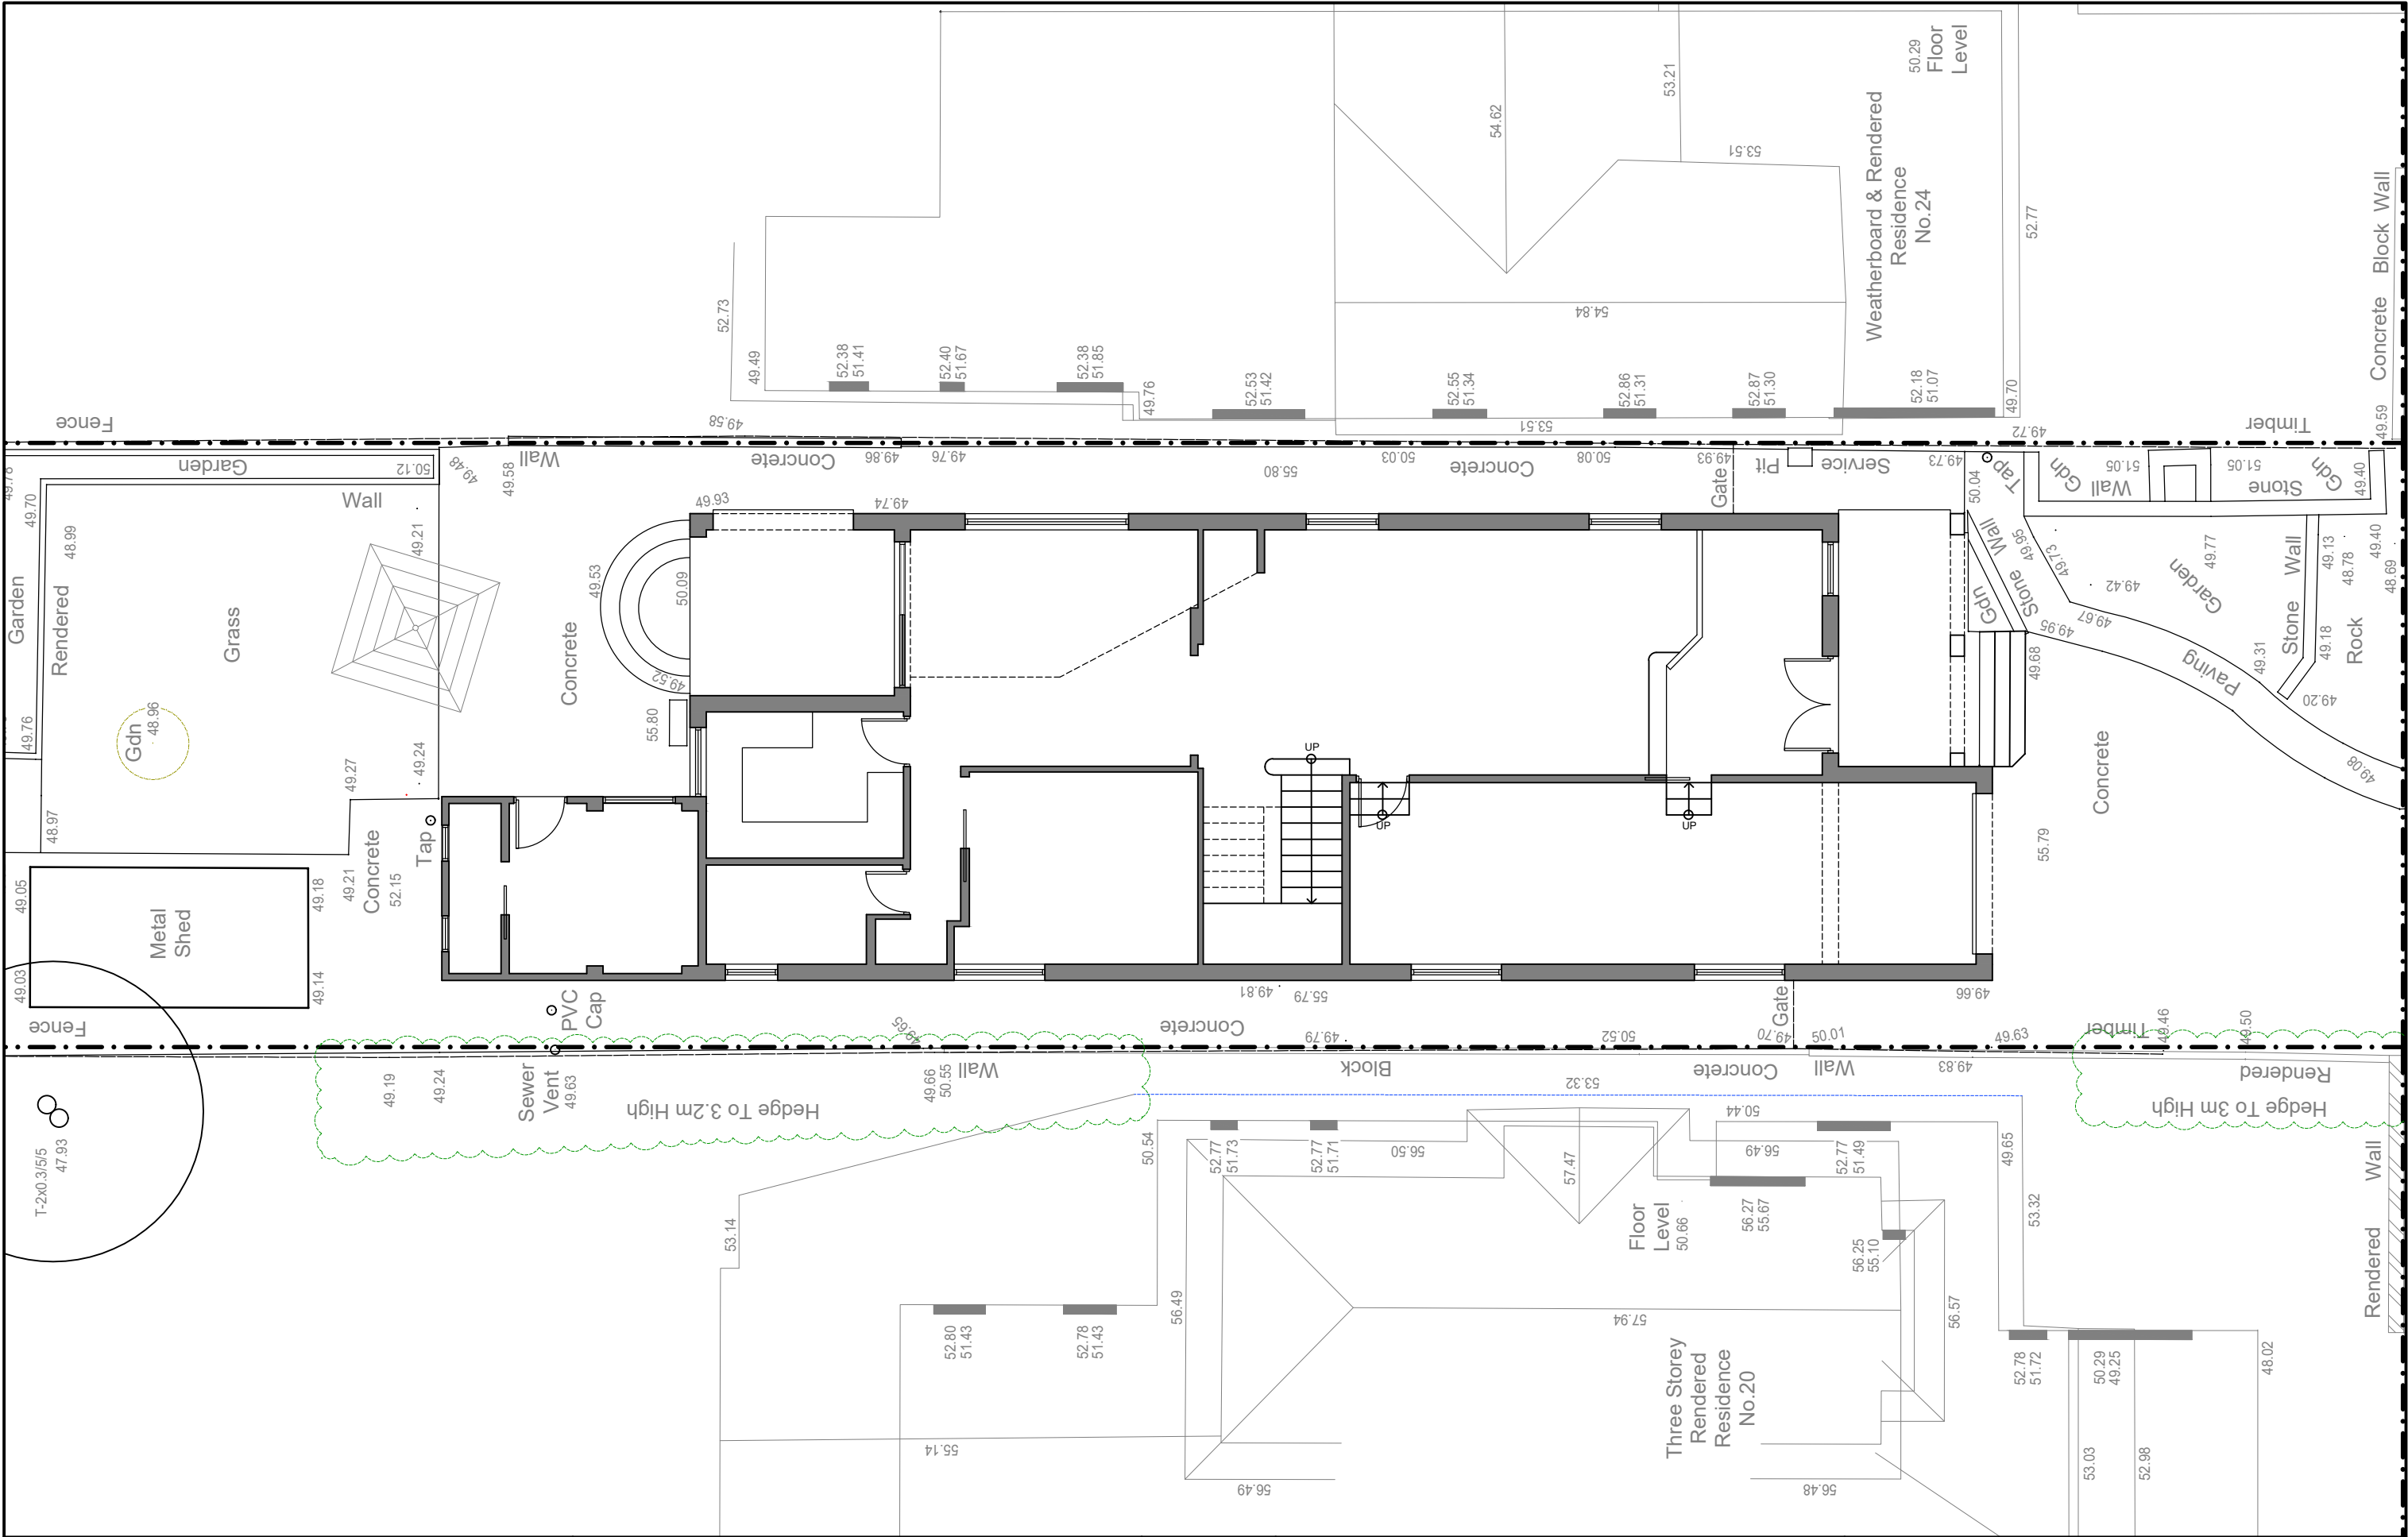 50.29
Floor
Level
53.21
54.62
53.51
Weatherboard & Rendered
Residence
No.24
52.77
Concrete Block Wall
52.73
54.84
49.49
52.38
51.41
52.40
51.67
52.38
51.85
49.76
52.53
51.42
52.55
51.34
52.86
51.31
52.87
51.30
52.18
51.07
49.70
49.59
Fence
49.58
53.51
49.72
Timber
Garden
50.12
49.48
49.58
Wall
Concrete
49.86
49.76
55.80
50.03
Concrete
50.08
49.93
Gate
Pit
Service
49.73
50.04
Tap
Gdn
51.05
Wall
51.05
Stone
Gdn
49.40
49.70
48.99
Wall
49.21
49.63
49.74
Garden
Rendered
Grass
Concrete
49.53
50.09
49.52
55.80
49.76
Gdn
48.96
49.27
49.24
48.97
Wall
Stone
Gdn
49.95
49.73
49.77
49.42
Garden
49.67
49.95
49.68
Paving
49.31
Stone Wall
49.13
48.78
49.18
Rock
49.40
48.69
49.20
49.08
Concrete
55.79
UP
UP
UP
Tap
49.05
49.18
49.21
Concrete
52.15
Metal
Shed
49.03
49.14
Fence
PVC
Cap
49.65
49.81
55.79
Concrete
49.79
50.52
49.70
Gate
50.01
49.66
49.63
Timber
49.46
49.50
T-2x0.3/5/5
47.93
49.19
49.24
Sewer
Vent
49.63
Hedge To 3.2m High
49.66
50.55
Wall
Block
53.32
Concrete
Wall
49.83
Rendered
Hedge To 3m High
50.54
52.77
51.73
52.77
51.71
56.50
57.47
50.44
56.49
52.77
51.49
49.65
Rendered Wall
53.14
Floor
Level
50.66
56.27
55.67
56.25
55.10
53.32
56.49
52.80
51.43
52.78
51.43
57.94
56.57
Three Storey
Rendered
Residence
No.20
52.78
51.72
50.29
49.25
48.02
55.14
56.49
56.48
53.03
52.98